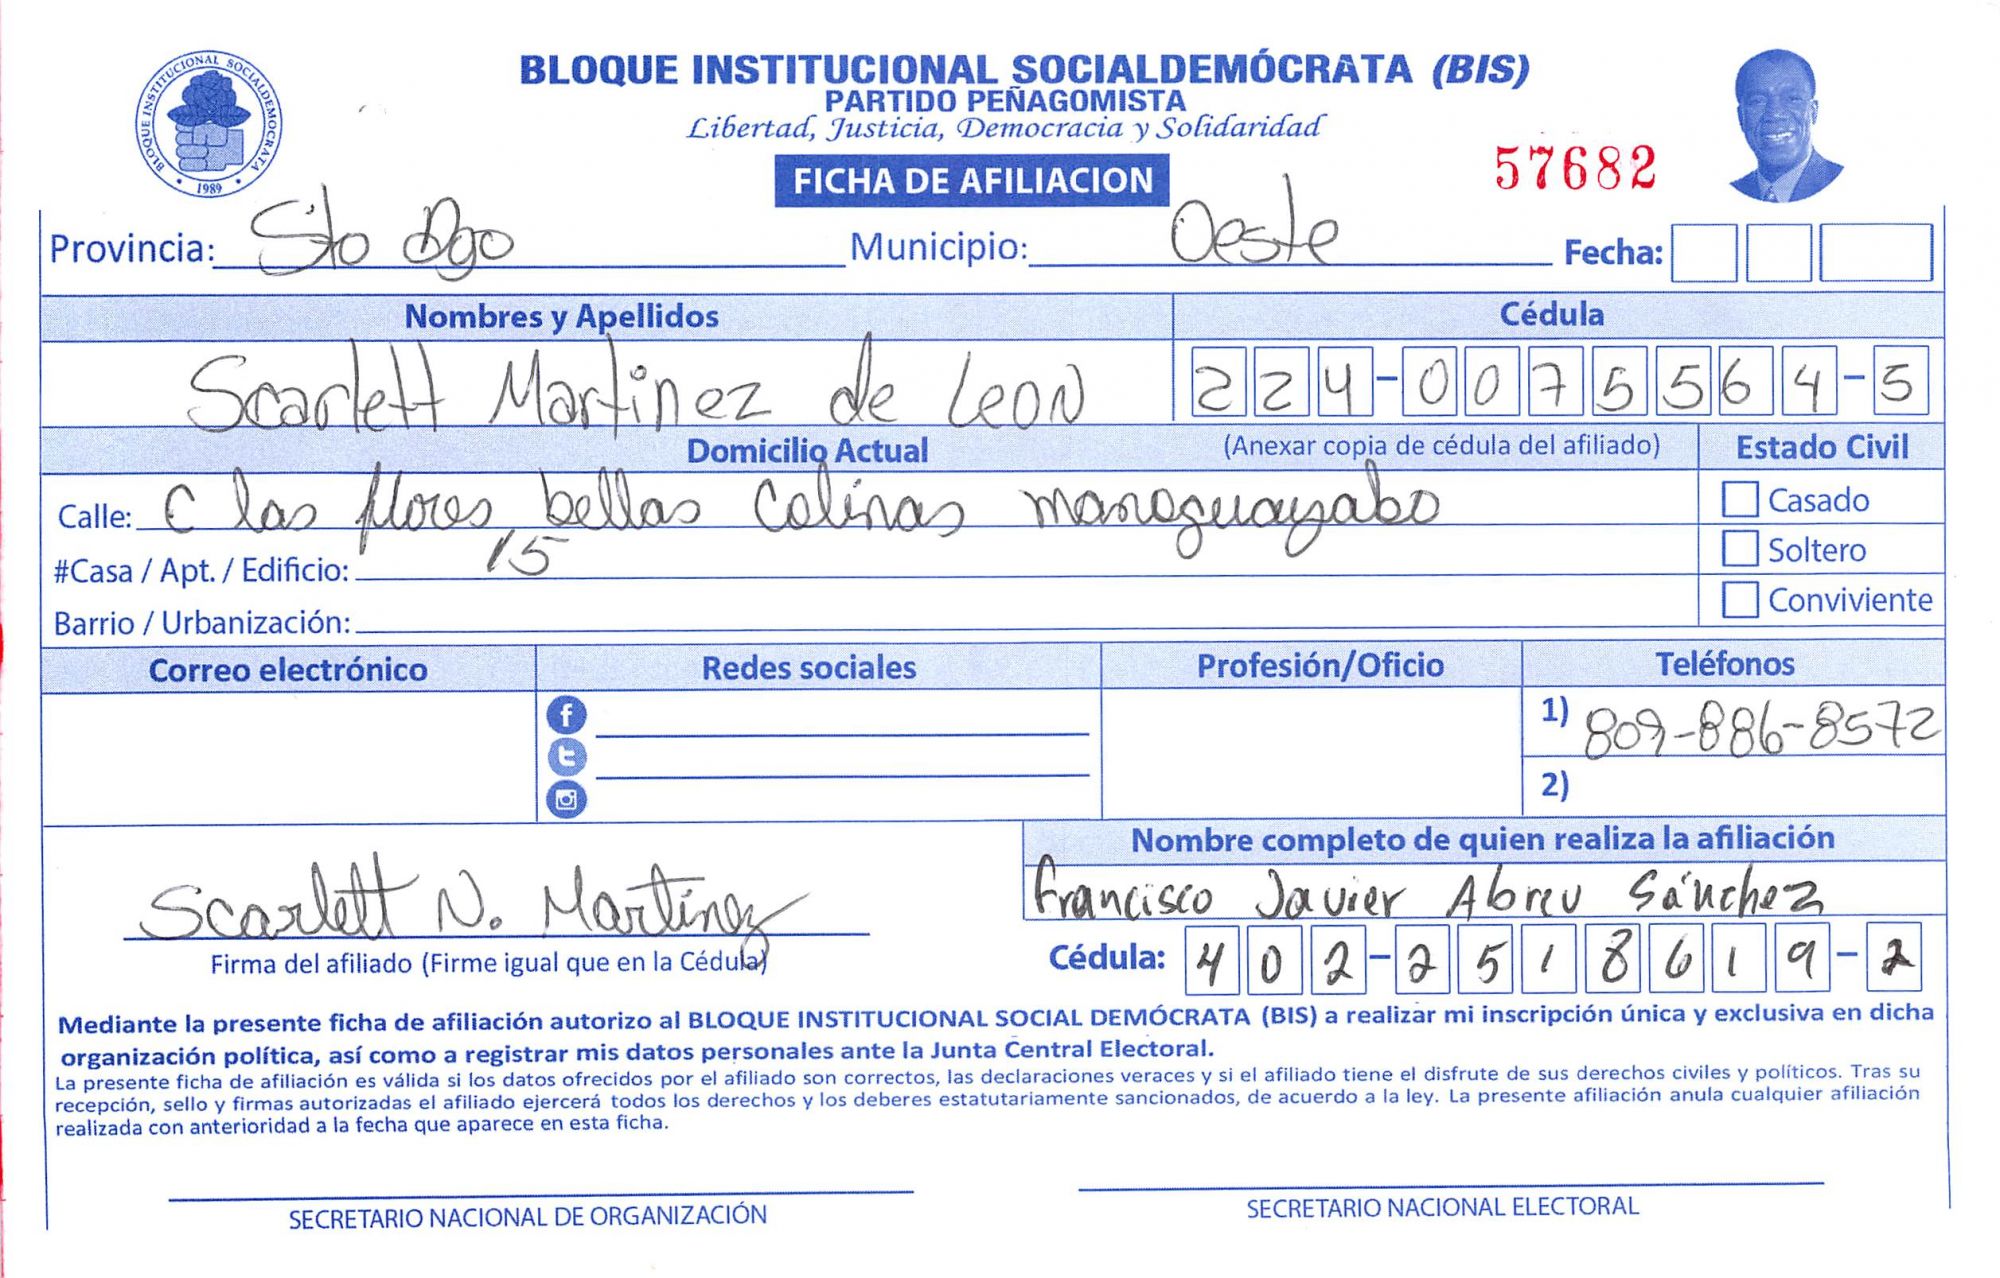 BLOQUE INSTITUCIONAL SOCIALDEMOCRATA
1989
BLOQUE INSTITUCIONAL SOCIALDEMÓCRATA (BIS)
PARTIDO PEÑAGOMISTA
Libertad, Justicia, Democracia y Solidaridad
FICHA DE AFILIACION
57682
Provincia: Sto Dgo Municipio: Oeste Fecha:
Nombres y Apellidos Cédula
Scarlett Martinez de Leon 224-0075564-5
Domicilio Actual (Anexar copia de cédula del afiliado) Estado Civil
Calle: C las flores bellas Colinas manoguayabo Casado
#Casa / Apt. / Edificio: 15 Soltero
Barrio / Urbanización: Conviviente
Correo electrónico Redes sociales Profesión/Oficio Teléfonos
1) 809-886-8572
2)
Nombre completo de quien realiza la afiliación
Francisco Javier Abreu Sánchez
Scarlett N. Martinez
Firma del afiliado (Firme igual que en la Cédula) Cédula: 402-2518619-2
Mediante la presente ficha de afiliación autorizo al BLOQUE INSTITUCIONAL SOCIAL DEMÓCRATA (BIS) a realizar mi inscripción única y exclusiva en dicha
organización política, así como a registrar mis datos personales ante la Junta Central Electoral.
La presente ficha de afiliación es válida si los datos ofrecidos por el afiliado son correctos, las declaraciones veraces y si el afiliado tiene el disfrute de sus derechos civiles y políticos. Tras su
recepción, sello y firmas autorizadas el afiliado ejercerá todos los derechos y los deberes estatutariamente sancionados, de acuerdo a la ley. La presente afiliación anula cualquier afiliación
realizada con anterioridad a la fecha que aparece en esta ficha.
SECRETARIO NACIONAL DE ORGANIZACIÓN SECRETARIO NACIONAL ELECTORAL